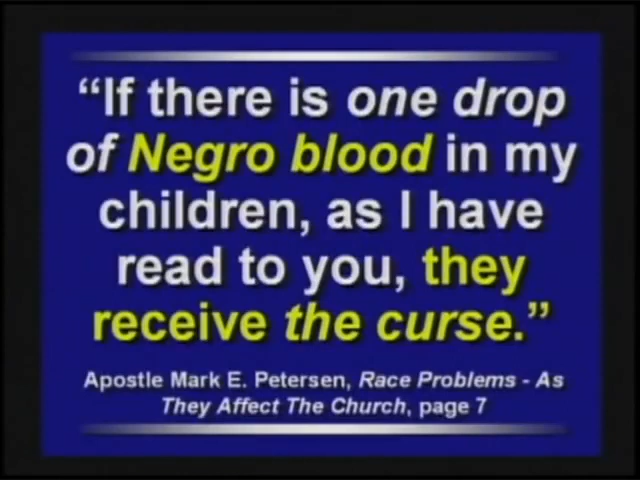 “If there is one drop
of Negro blood in my
children, as I have
read to you, they
receive the curse.”
Apostle Mark E. Petersen, Race Problems - As
They Affect The Church, page 7